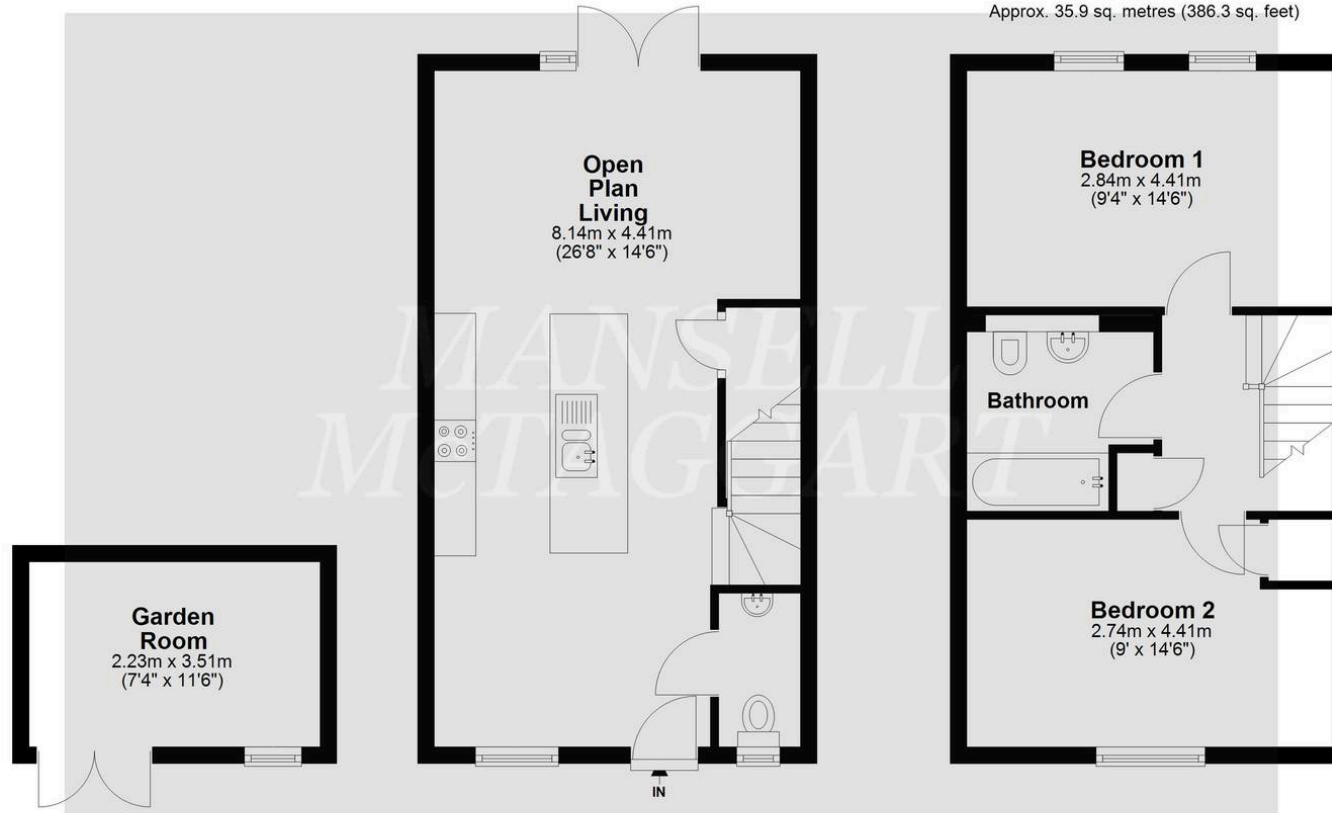 Approx. 35.9 sq. metres (386.3 sq. feet)
Open
Plan
Living
8.14m x 4.41m
(26'8" x 14'6")
Bedroom 1
2.84m x 4.41m
(9'4" x 14'6")
MANSELL
McTAGGART
Bathroom
Garden
Room
2.23m x 3.51m
(7'4" x 11'6")
Bedroom 2
2.74m x 4.41m
(9' x 14'6")
IN